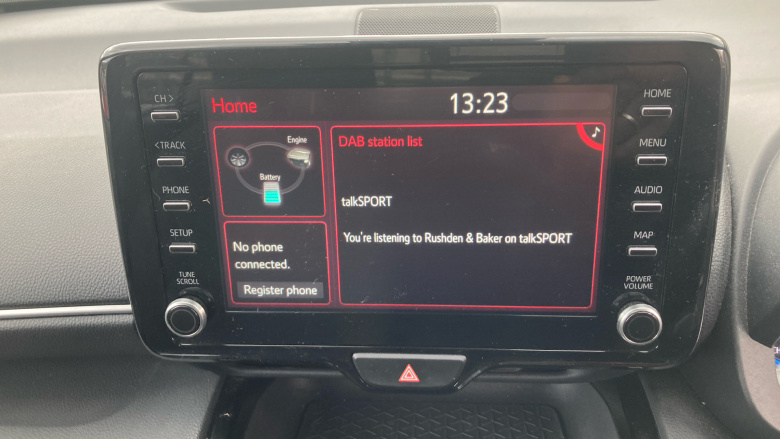 CH >
<TRACK
PHONE
SETUP
TUNE
SCROLL
Home
13:23
Engine
Battery
No phone
connected.
Register phone
DAB station list
talkSPORT
You're listening to Rushden & Baker on talkSPORT
HOME
MENU
AUDIO
MAP
POWER
VOLUME